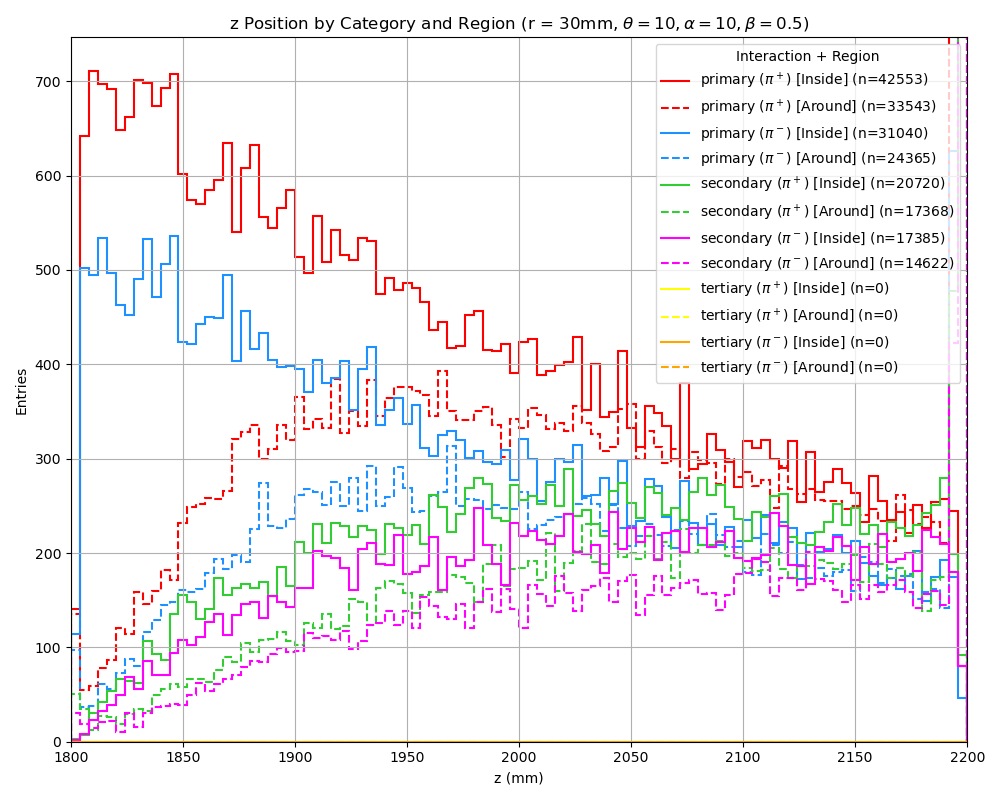 z Position by Category and Region (r = 30mm, θ = 10, α = 10, β = 0.5)
Interaction + Region
primary (π⁺) [Inside] (n=42553)
primary (π⁺) [Around] (n=33543)
primary (π⁻) [Inside] (n=31040)
primary (π⁻) [Around] (n=24365)
secondary (π⁺) [Inside] (n=20720)
secondary (π⁺) [Around] (n=17368)
secondary (π⁻) [Inside] (n=17385)
secondary (π⁻) [Around] (n=14622)
tertiary (π⁺) [Inside] (n=0)
tertiary (π⁺) [Around] (n=0)
tertiary (π⁻) [Inside] (n=0)
tertiary (π⁻) [Around] (n=0)
700
600
500
400
300
200
100
0
Entries
1800 1850 1900 1950 2000 2050 2100 2150 2200
z (mm)